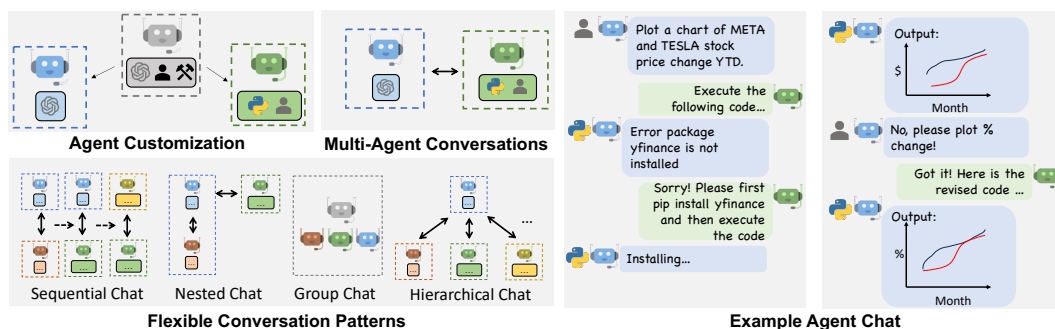 Agent Customization
Multi-Agent Conversations
...
...
...
...
...
...
...
...
...
...
...
...
...
...
Sequential Chat
Nested Chat
Group Chat
Hierarchical Chat
Flexible Conversation Patterns
Plot a chart of META
and TESLA stock
price change YTD.
Execute the
following code...
Error package
yfinance is not
installed
Sorry! Please first
pip install yfinance
and then execute
the code
Installing...
Output:
$
Month
No, please plot %
change!
Got it! Here is the
revised code ...
Output:
%
Month
Example Agent Chat